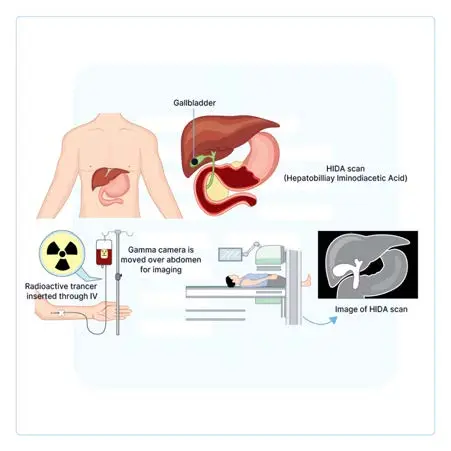 Gallbladder
HIDA scan
(Hepatobilliay Iminodiacetic Acid)
Gamma camera is
moved over abdomen
for imaging
Radioactive trancer
inserted through IV
Image of HIDA scan